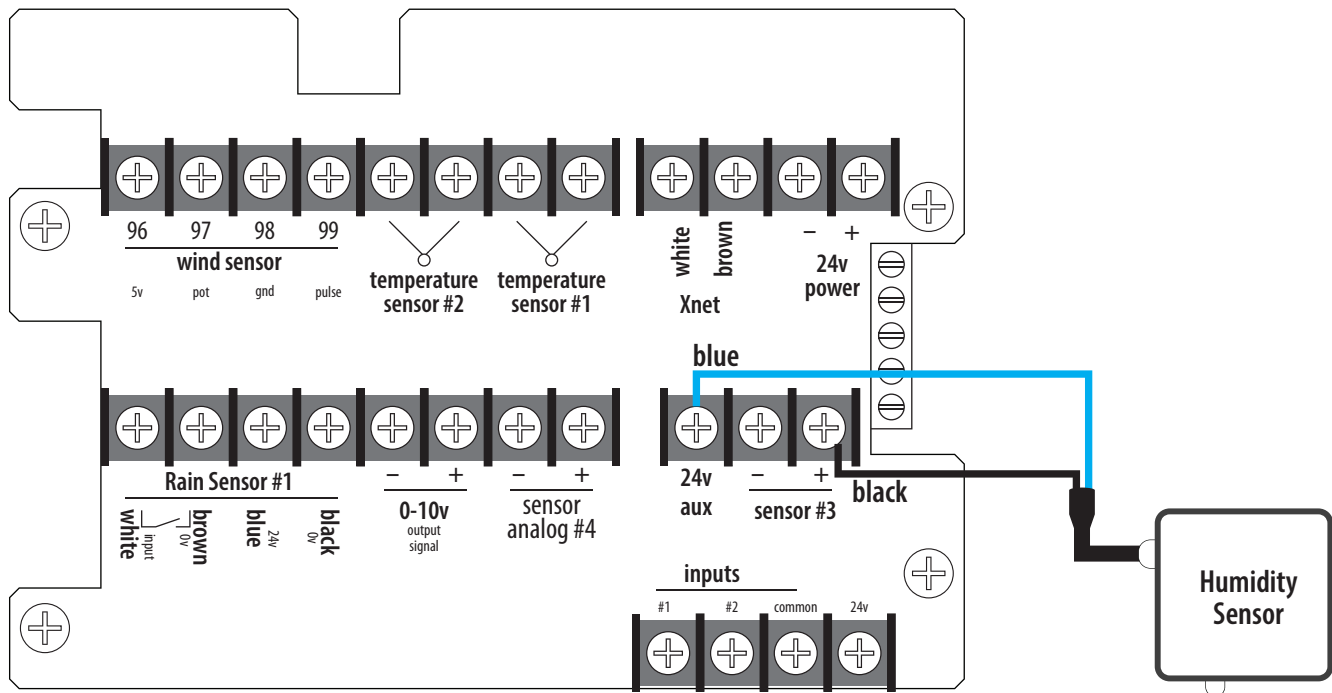 96 97 98 99
wind sensor
5v pot gnd pulse
temperature
sensor #2
temperature
sensor #1
white
brown
Xnet
– +
24v
power
blue
Rain Sensor #1
white
input
brown
0v
blue
24v
black
0v
– +
0-10v
output
signal
– +
sensor
analog #4
24v
aux
– +
sensor #3
black
inputs
#1 #2 common 24v
Humidity
Sensor